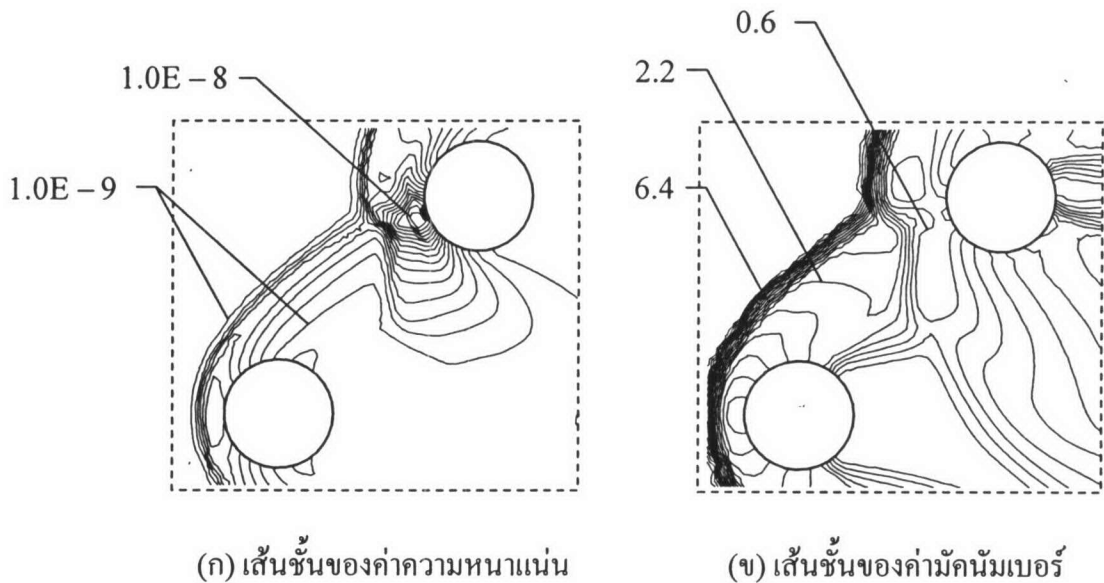 0.6
1.0E – 8
2.2
1.0E – 9
6.4
(ก) เส้นชั้นของค่าความหนาแน่น
(ข) เส้นชั้นของค่ามัคนัมเบอร์